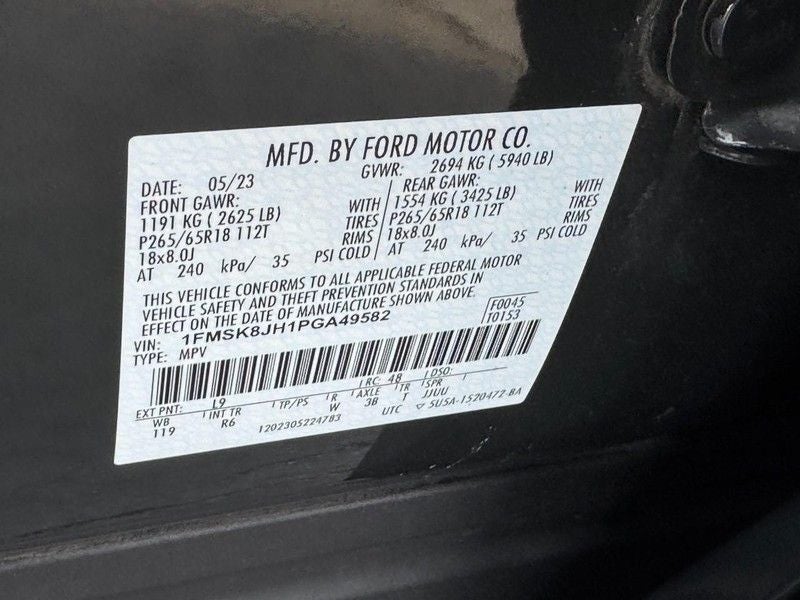 MFD. BY FORD MOTOR CO.
DATE: 05/23 GVWR: 2694 KG ( 5940 LB)
FRONT GAWR: REAR GAWR:
1191 KG ( 2625 LB) WITH 1554 KG ( 3425 LB) WITH
P265/65R18 112T TIRES P265/65R18 112T TIRES
18x8.0J RIMS 18x8.0J RIMS
AT 240 kPa/ 35 PSI COLD AT 240 kPa/ 35 PSI COLD
THIS VEHICLE CONFORMS TO ALL APPLICABLE FEDERAL MOTOR
VEHICLE SAFETY AND THEFT PREVENTION STANDARDS IN
EFFECT ON THE DATE OF MANUFACTURE SHOWN ABOVE.
VIN: 1FMSK8JH1PGA49582 F0045
TYPE: MPV T0153
EXT PNT: L9 RC: 48 DSO:
WB INT TR TP/PS R AXLE TR SPR
119 R6 W 3B T JJUU
1202305224783 UTC 5U5A-1520472-BA